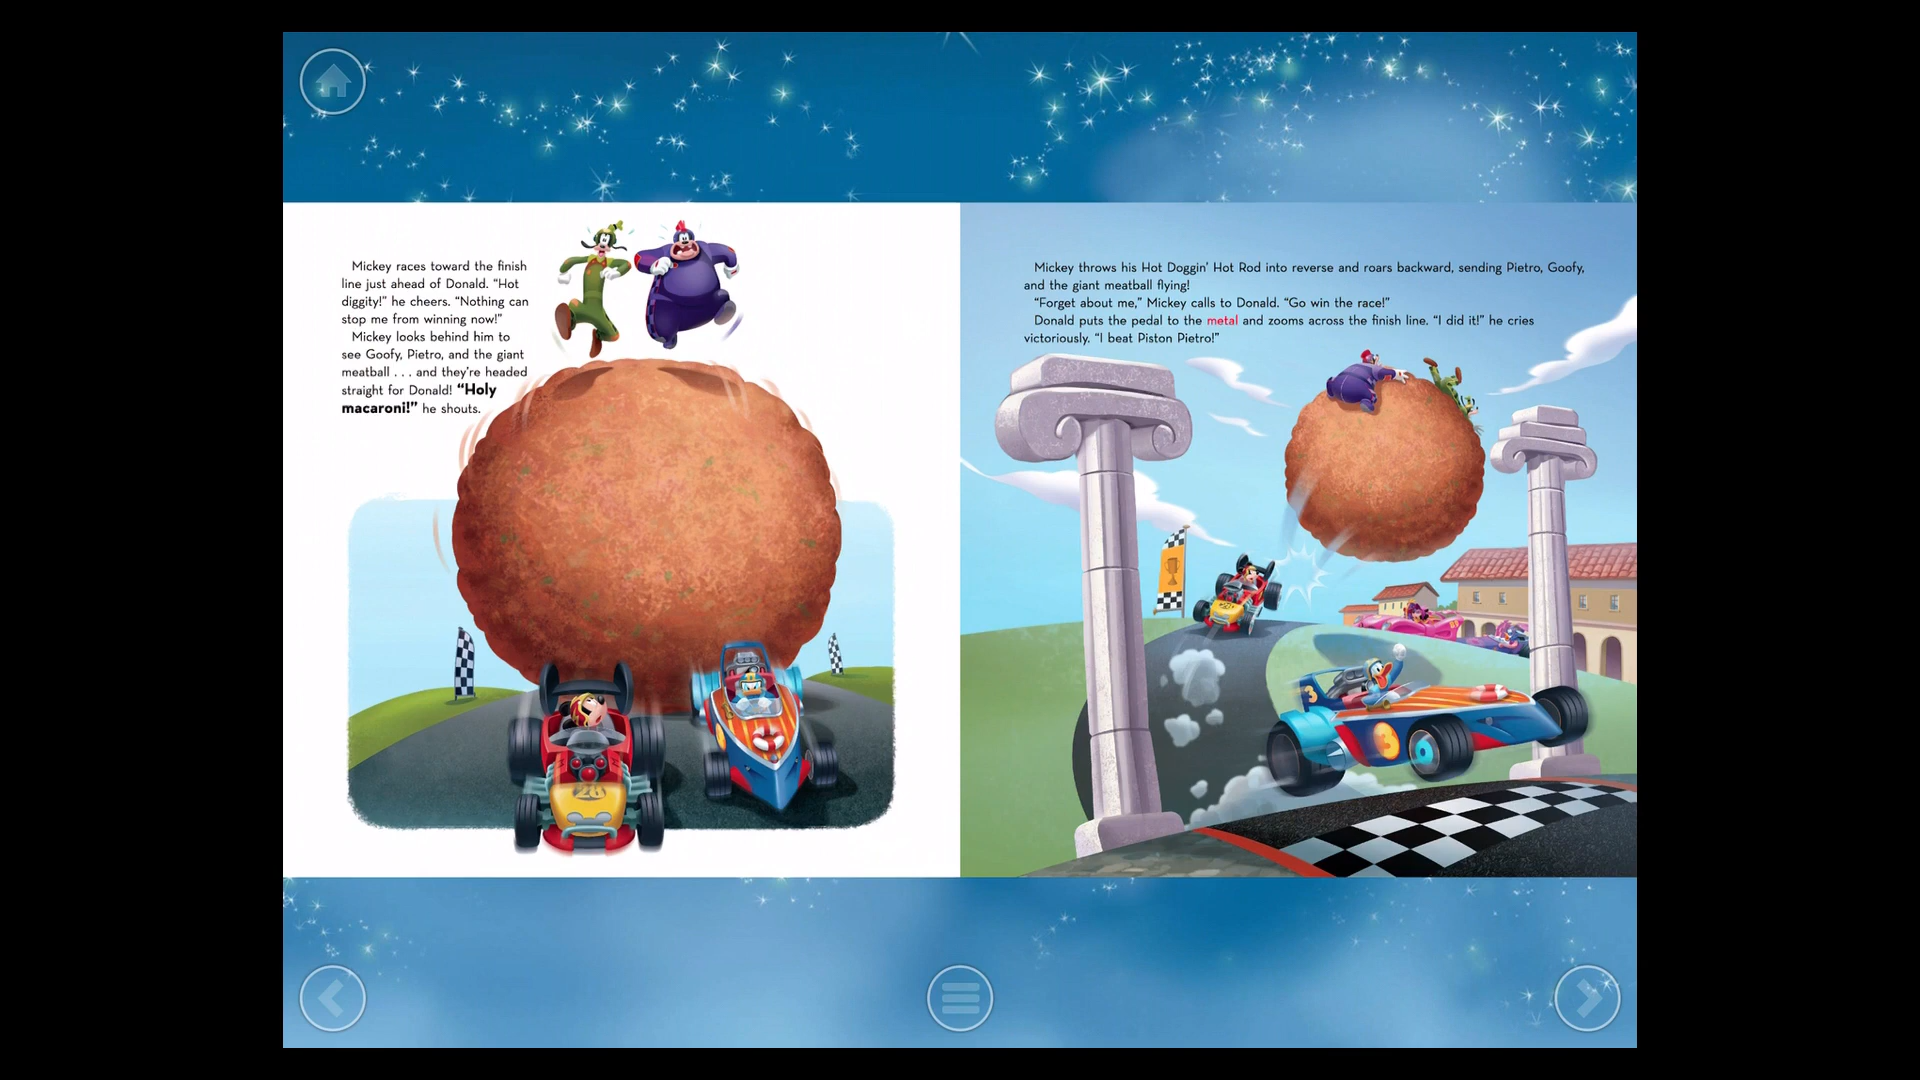 Mickey races toward the finish
line just ahead of Donald. “Hot
diggity!” he cheers. “Nothing can
stop me from winning now!”
Mickey looks behind him to
see Goofy, Pietro, and the giant
meatball . . . and they’re headed
straight for Donald! “Holy
macaroni!” he shouts.
28
Mickey throws his Hot Doggin’ Hot Rod into reverse and roars backward, sending Pietro, Goofy,
and the giant meatball flying!
“Forget about me,” Mickey calls to Donald. “Go win the race!”
Donald puts the pedal to the metal and zooms across the finish line. “I did it!” he cries
victoriously. “I beat Piston Pietro!”
3
3